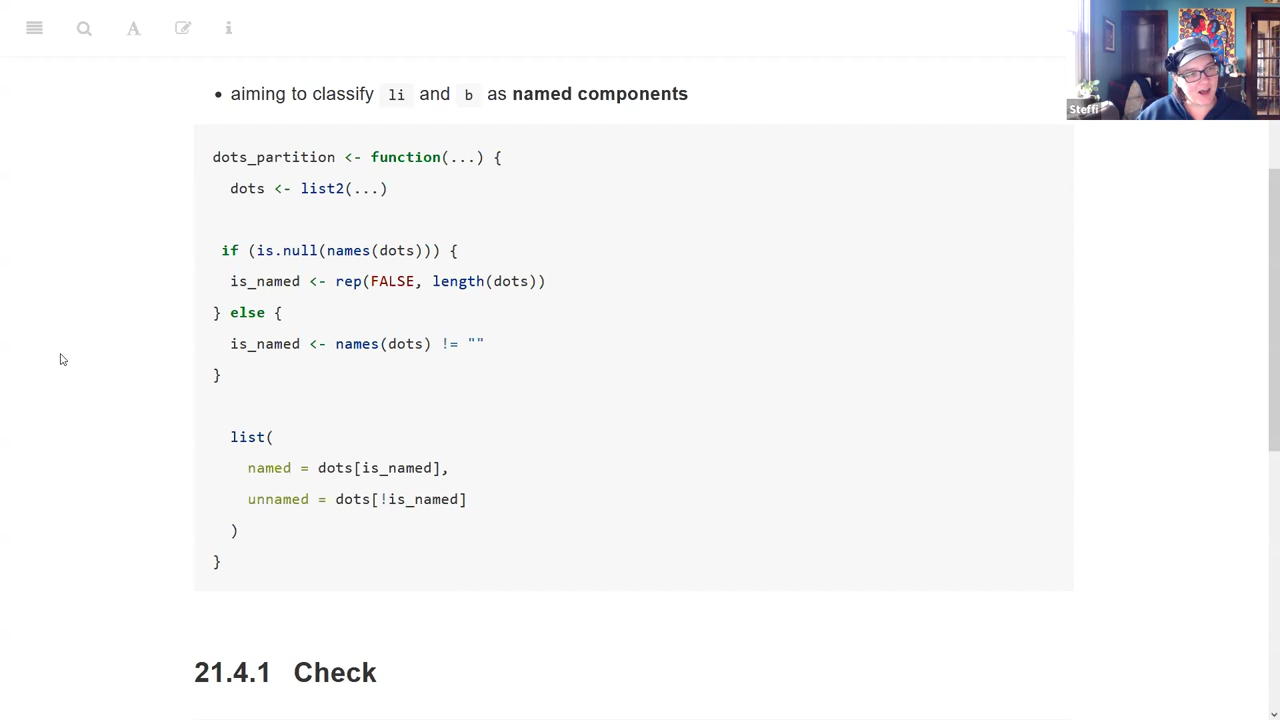 • aiming to classify li and b as named components
Steffi
dots_partition <- function(...) {
  dots <- list2(...)
 if (is.null(names(dots))) {
  is_named <- rep(FALSE, length(dots))
} else {
  is_named <- names(dots) != ""
}
  list(
    named = dots[is_named],
    unnamed = dots[!is_named]
  )
}
21.4.1 Check